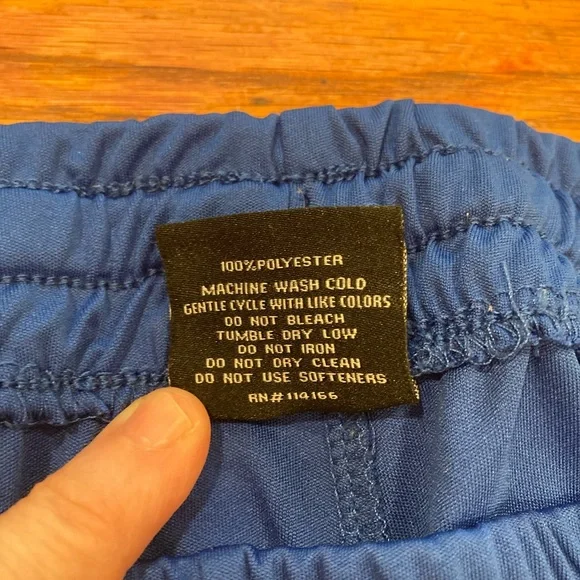 100%POLYESTER
MACHINE WASH COLD
GENTLE CYCLE WITH LIKE COLORS
DO NOT BLEACH
TUMBLE DRY LOW
DO NOT IRON
DO NOT DRY CLEAN
DO NOT USE SOFTENERS
RN#114166